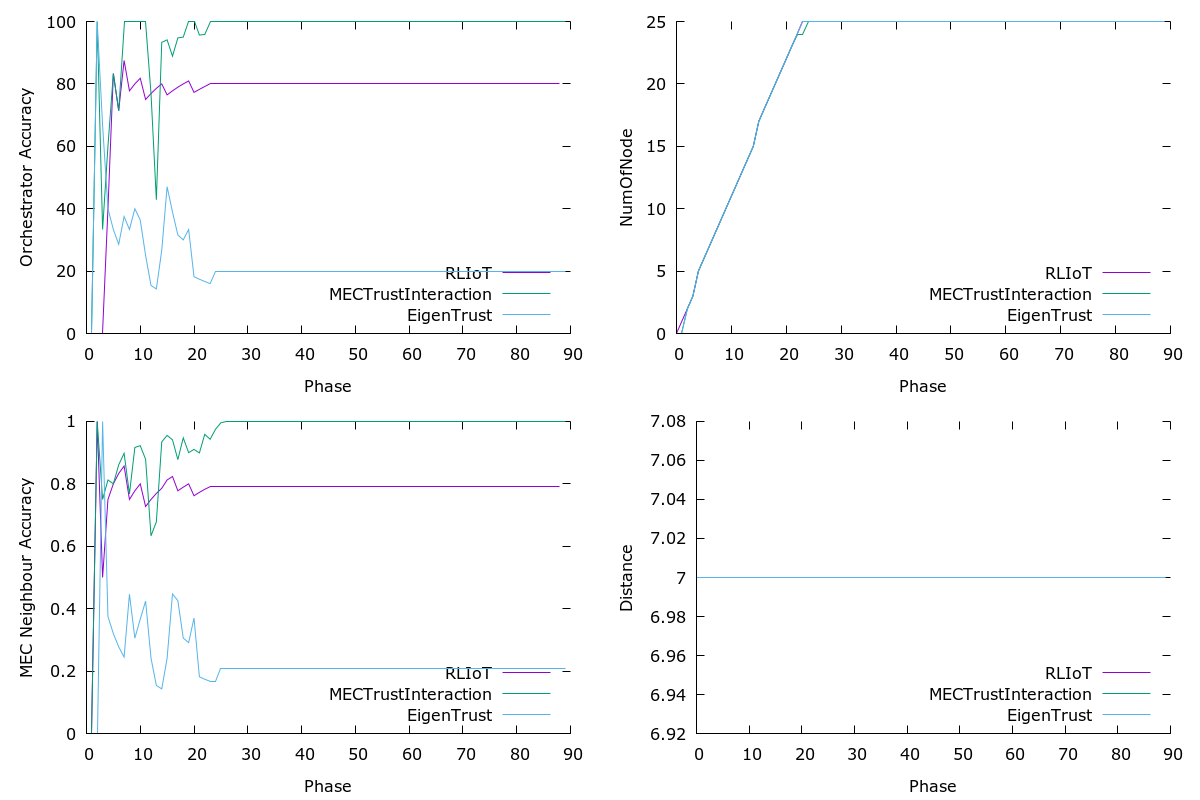 Orchestrator Accuracy
100
80
60
40
20
0
0 10 20 30 40 50 60 70 80 90
Phase
RLIoT
MECTrustInteraction
EigenTrust
NumOfNode
25
20
15
10
5
0
0 10 20 30 40 50 60 70 80 90
Phase
RLIoT
MECTrustInteraction
EigenTrust
MEC Neighbour Accuracy
1
0.8
0.6
0.4
0.2
0
0 10 20 30 40 50 60 70 80 90
Phase
RLIoT
MECTrustInteraction
EigenTrust
Distance
7.08
7.06
7.04
7.02
7
6.98
6.96
6.94
6.92
0 10 20 30 40 50 60 70 80 90
Phase
RLIoT
MECTrustInteraction
EigenTrust